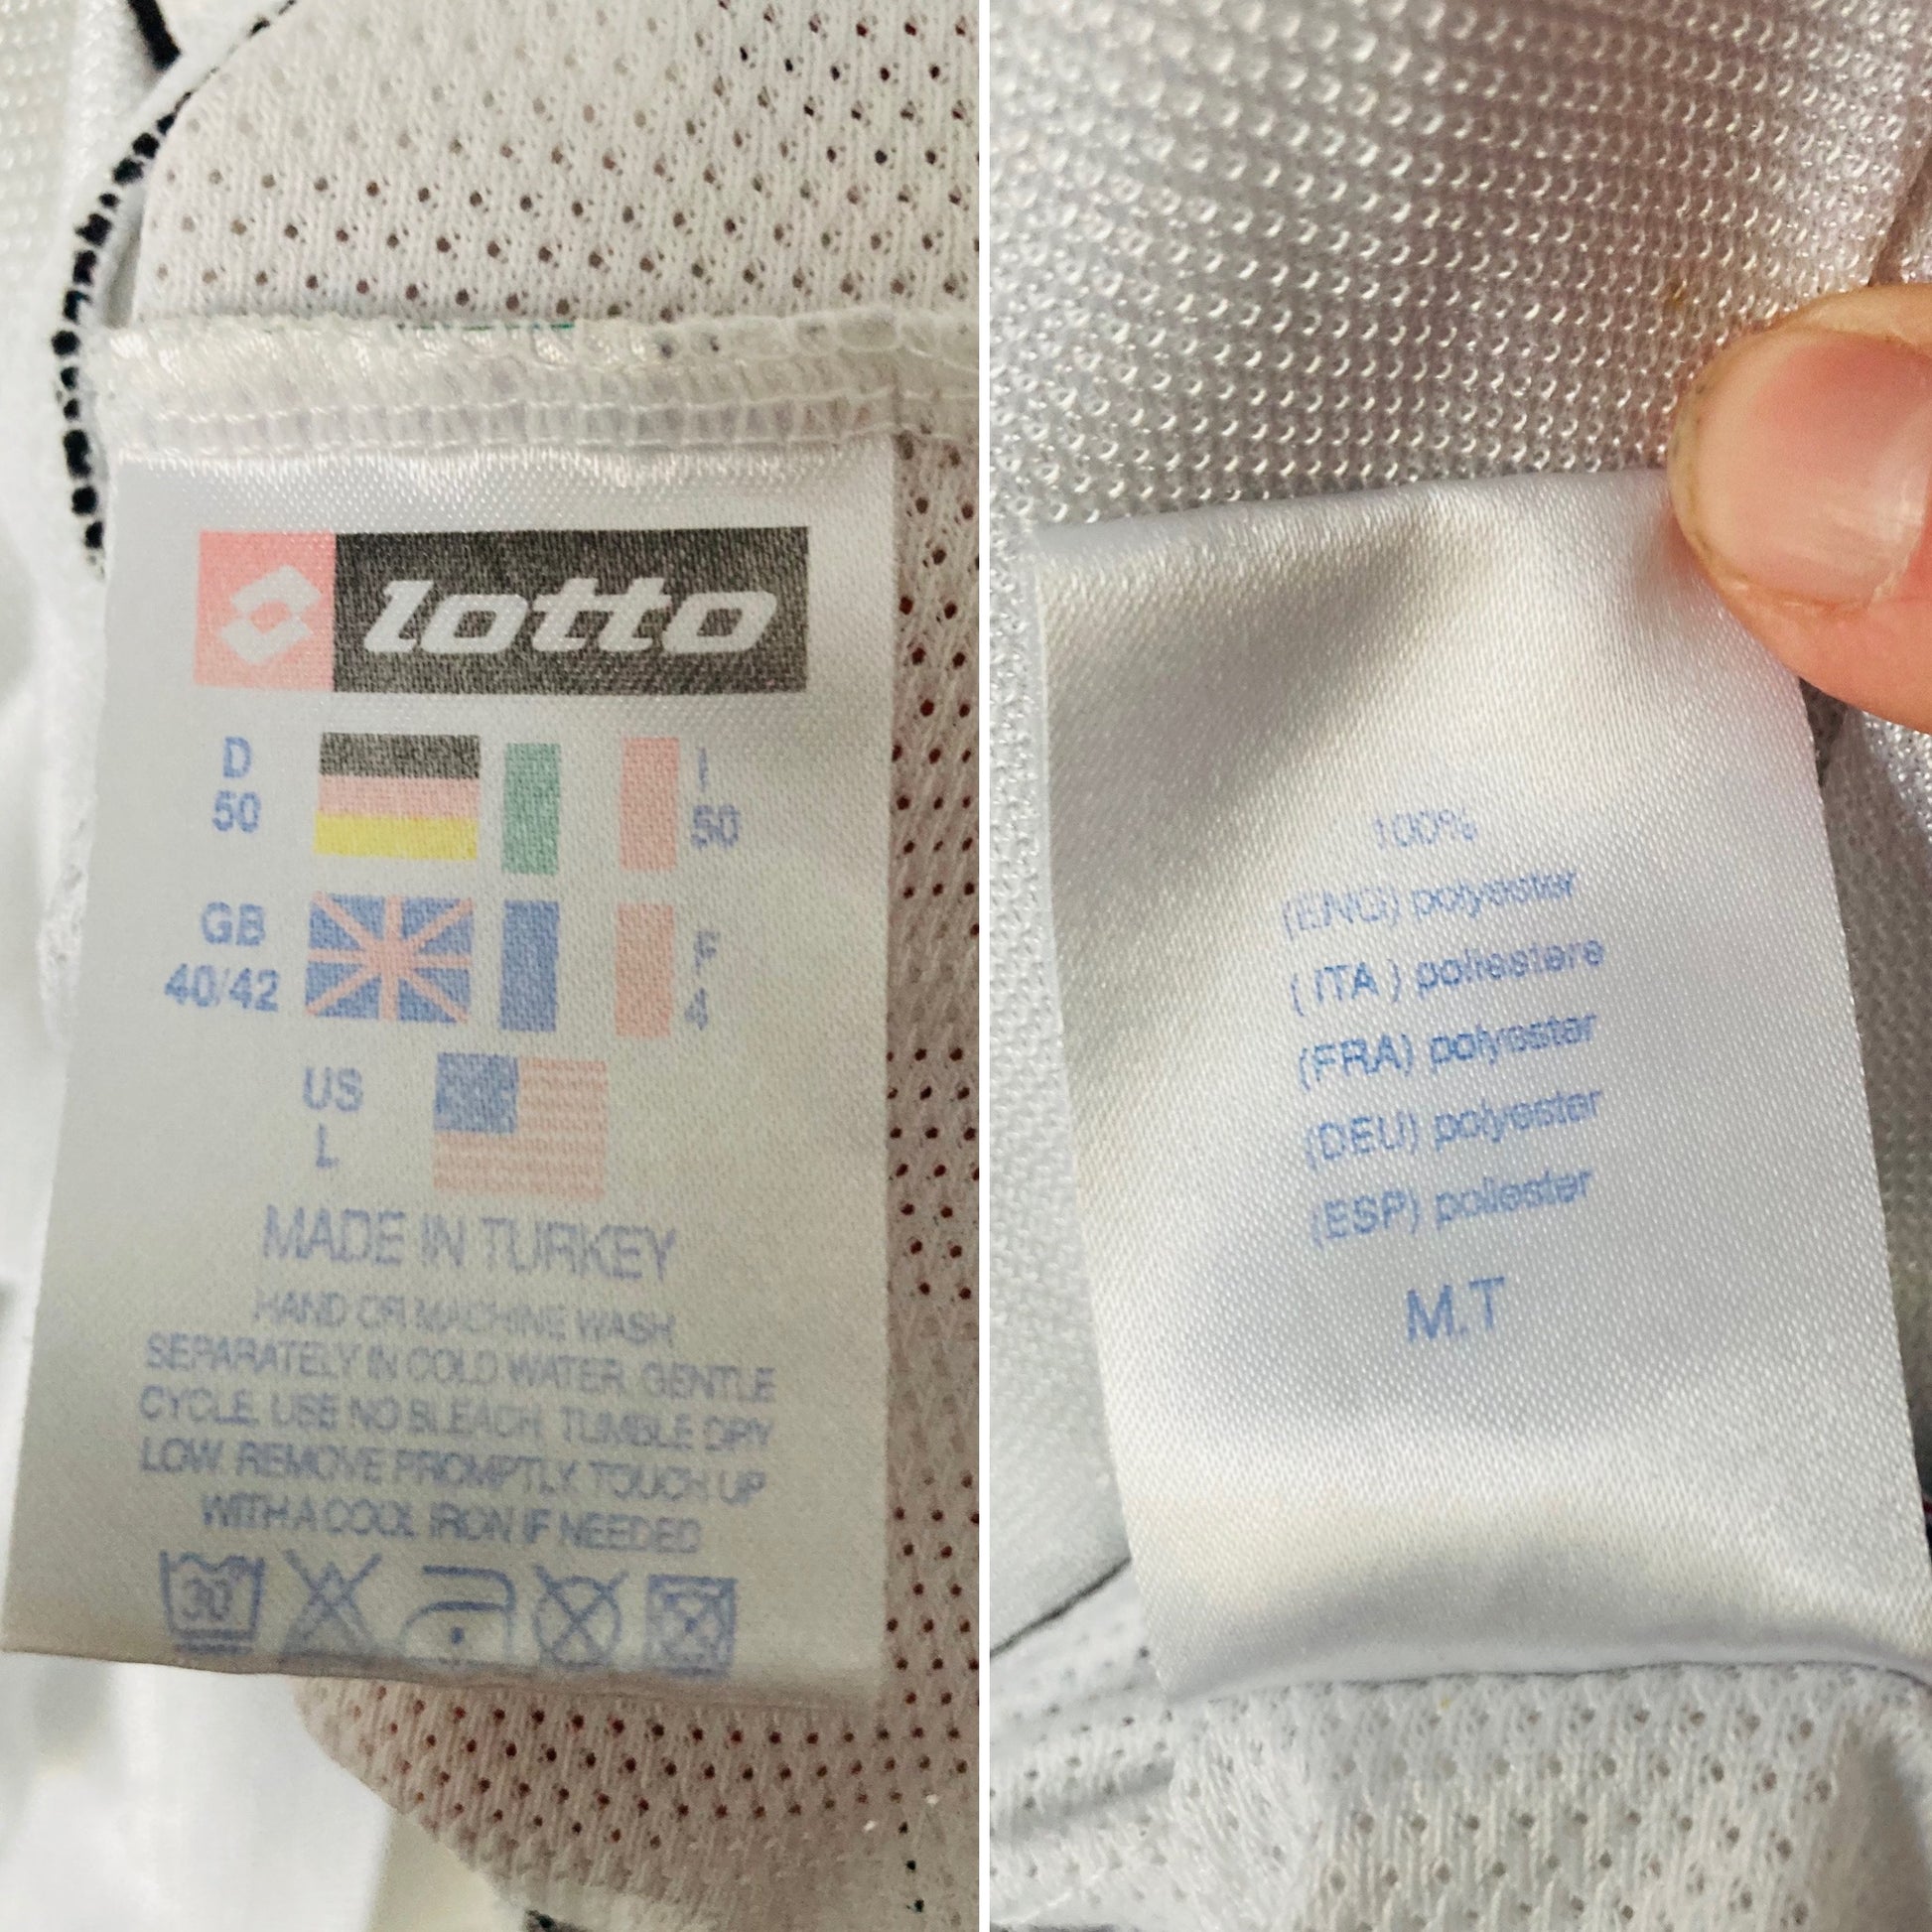 lotto
D
50
I
50
GB
40/42
F
4
US
L
MADE IN TURKEY
HAND OR MACHINE WASH
SEPARATELY IN COLD WATER, GENTLE
CYCLE. USE NO BLEACH, TUMBLE DRY
LOW. REMOVE PROMPTLY. TOUCH UP
WITH A COOL IRON IF NEEDED
30°
100%
(ENG) polyester
( ITA ) poliestere
(FRA) polyester
(DEU) polyester
(ESP) poliester
M.T